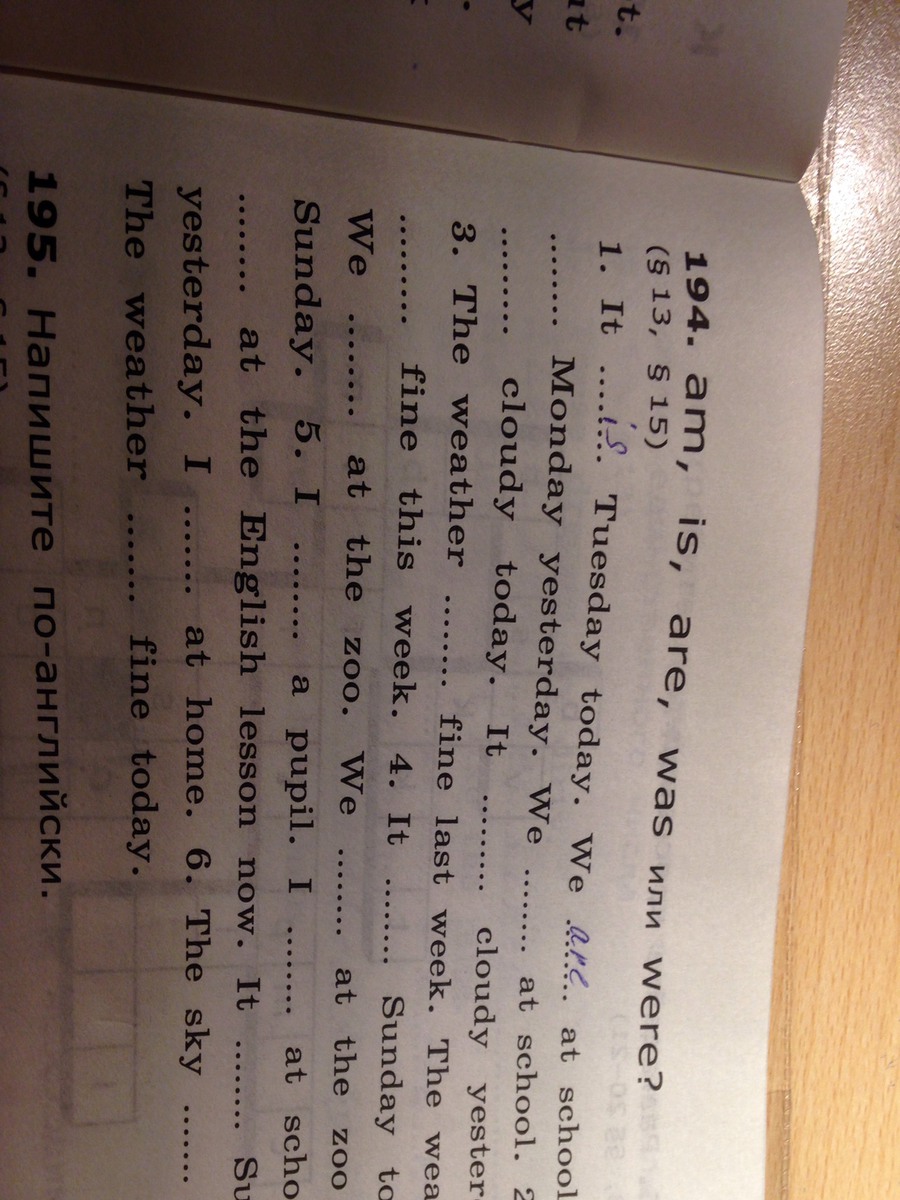 194. am, is, are, was или were?
(§ 13, § 15)
1. It ....is.... Tuesday today. We ..are.. at school
........ Monday yesterday. We ........ at school. 2
......... cloudy today. It ......... cloudy yester
3. The weather ........ fine last week. The wea
......... fine this week. 4. It ........ Sunday to
We ......... at the zoo. We ........ at the zoo
Sunday. 5. I ......... a pupil. I ........ at scho
........ at the English lesson now. It ........ Su
yesterday. I ....... at home. 6. The sky .......
The weather ....... fine today.
195. Напишите по-английски.